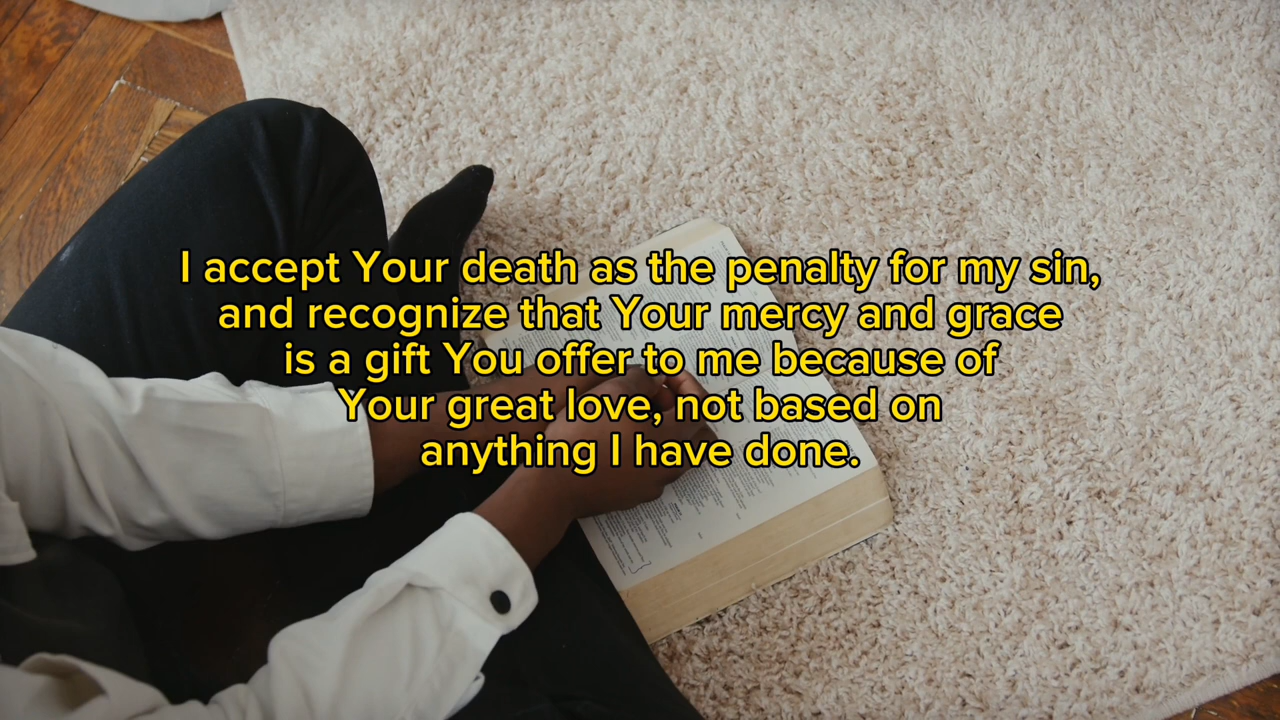 I accept Your death as the penalty for my sin,
and recognize that Your mercy and grace
is a gift You offer to me because of
Your great love, not based on
anything I have done.